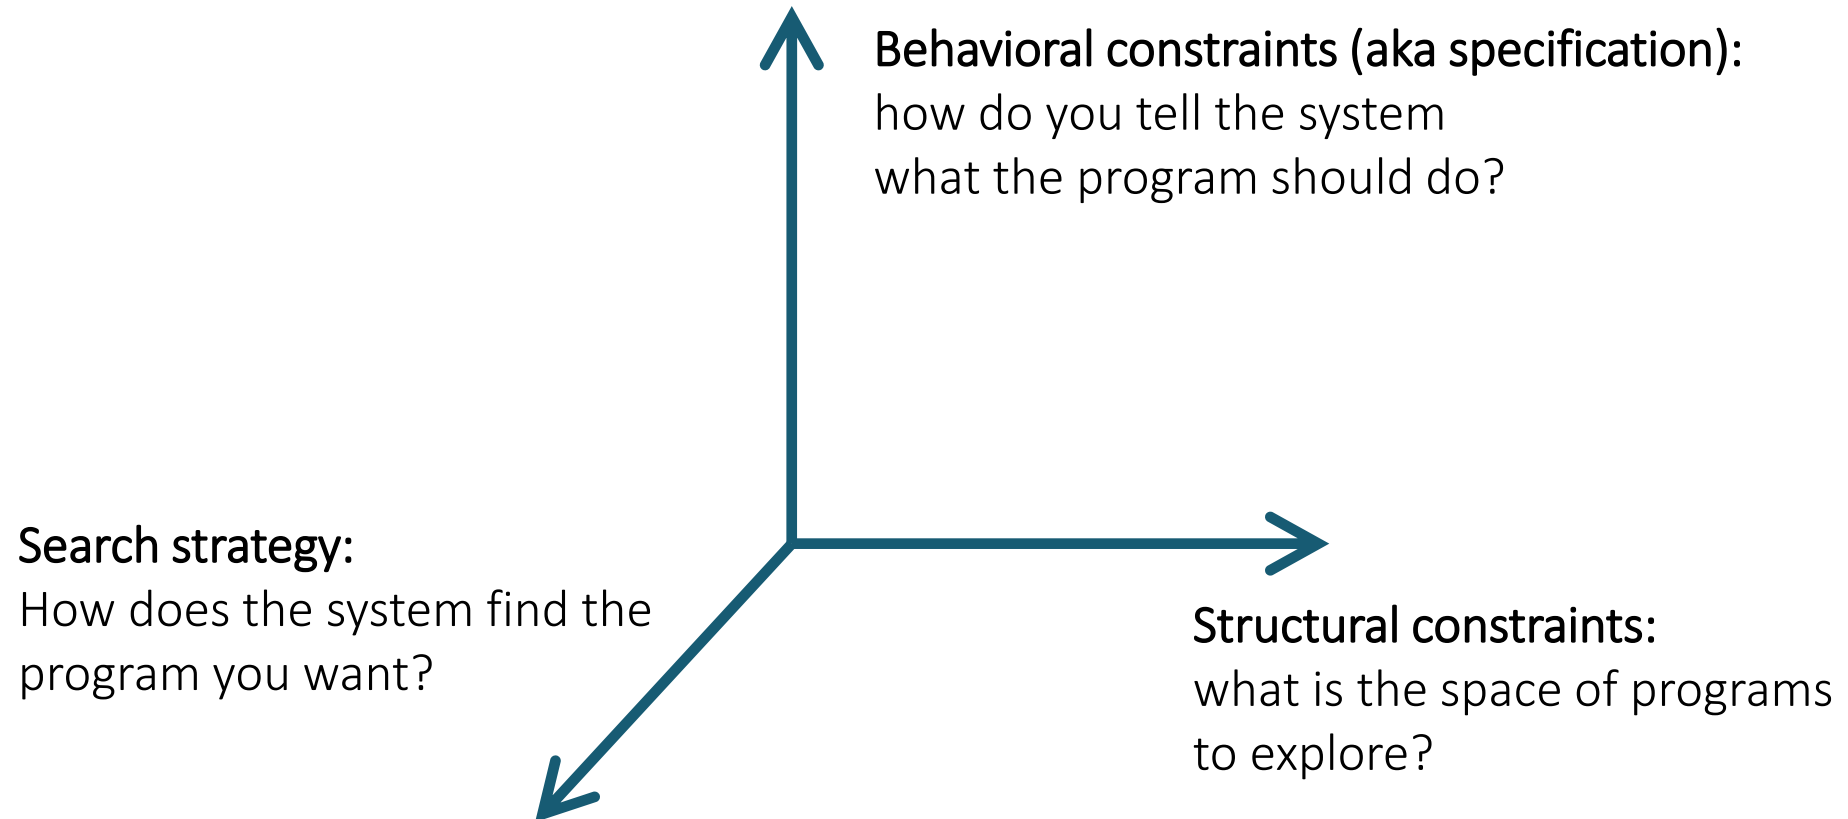 Behavioral constraints (aka specification):
how do you tell the system
what the program should do?
Search strategy:
How does the system find the
program you want?
Structural constraints:
what is the space of programs
to explore?